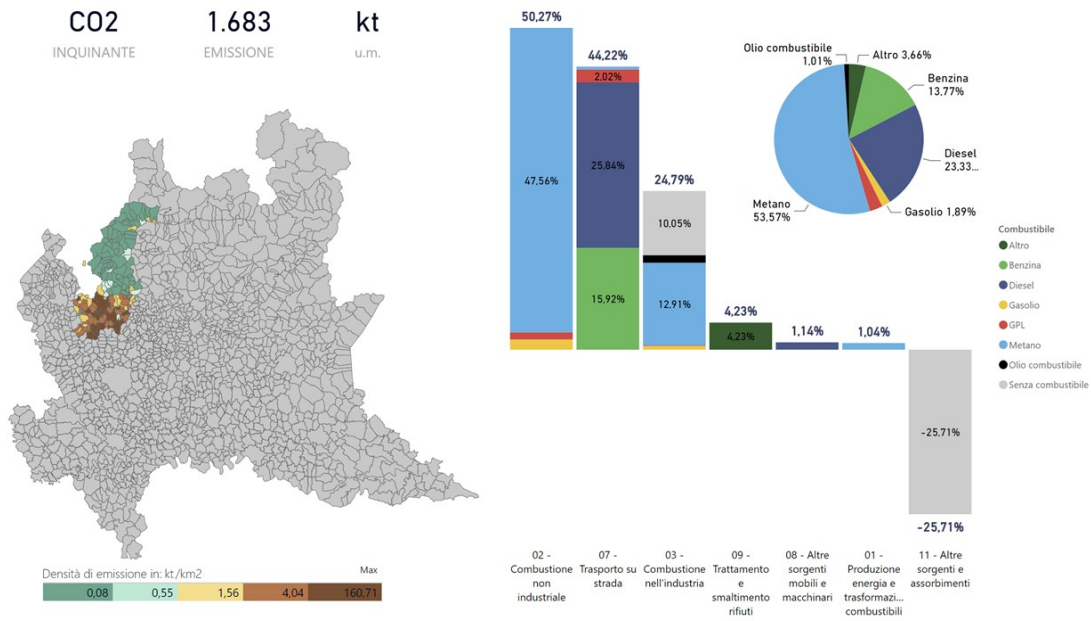 CO2
INQUINANTE
1.683
EMISSIONE
kt
u.m.
Densità di emissione in: kt/km2
Max
0,08
0,55
1,56
4,04
160,71
50,27%
47,56%
44,22%
2,02%
25,84%
15,92%
24,79%
10,05%
12,91%
4,23%
4,23%
1,14%
1,04%
-25,71%
-25,71%
02 -
Combustione
non
industriale
07 -
Trasporto su
strada
03 -
Combustione
nell'industria
09 -
Trattamento
e
smaltimento
rifiuti
08 - Altre
sorgenti
mobili e
macchinari
01 -
Produzione
energia e
trasformazi...
combustibili
11 - Altre
sorgenti e
assorbimenti
Olio combustibile
1,01%
Altro 3,66%
Benzina
13,77%
Diesel
23,33...
Gasolio 1,89%
Metano
53,57%
Combustibile
Altro
Benzina
Diesel
Gasolio
GPL
Metano
Olio combustibile
Senza combustibile